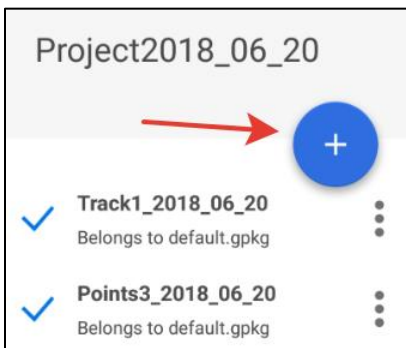 Project2018_06_20
+
Track1_2018_06_20
Belongs to default.gpkg
Points3_2018_06_20
Belongs to default.gpkg